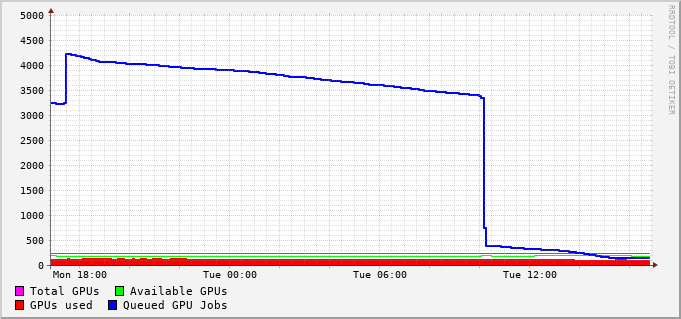 5000
4500
4000
3500
3000
2500
2000
1500
1000
500
0
Mon 18:00 Tue 00:00 Tue 06:00 Tue 12:00
Total GPUs Available GPUs
GPUs used Queued GPU Jobs
RRDTOOL / TOBI OETIKER